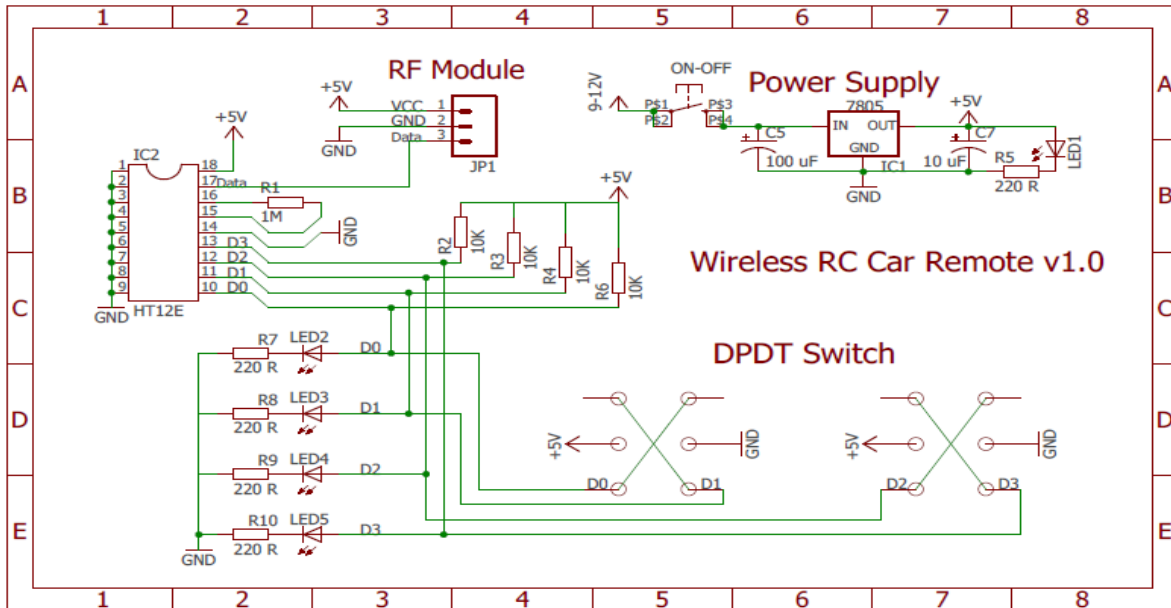 1 2 3 4 5 6 7 8
A
B
C
D
E
A
B
C
D
E
RF Module
+5V
VCC 1
GND 2
Data 3
GND
JP1
Power Supply
ON-OFF
9-12V
P$1 P$3
P$2 P$4
7805
IN OUT
GND
IC1
C5
100 uF
GND
+5V
C7
10 uF
R5
220 R
LED1
+5V
IC2
1 18
2 17 Data
3 16
4 15
5 14
6 13 D3
7 12 D2
8 11 D1
9 10 D0
GND HT12E
R1
1M
GND
+5V
R2 10K
R3 10K
R4 10K
R6 10K
Wireless RC Car Remote v1.0
R7 LED2 D0
220 R
R8 LED3 D1
220 R
R9 LED4 D2
220 R
R10 LED5 D3
220 R
GND
DPDT Switch
+5V GND
D0 D1
+5V GND
D2 D3
1 2 3 4 5 6 7 8